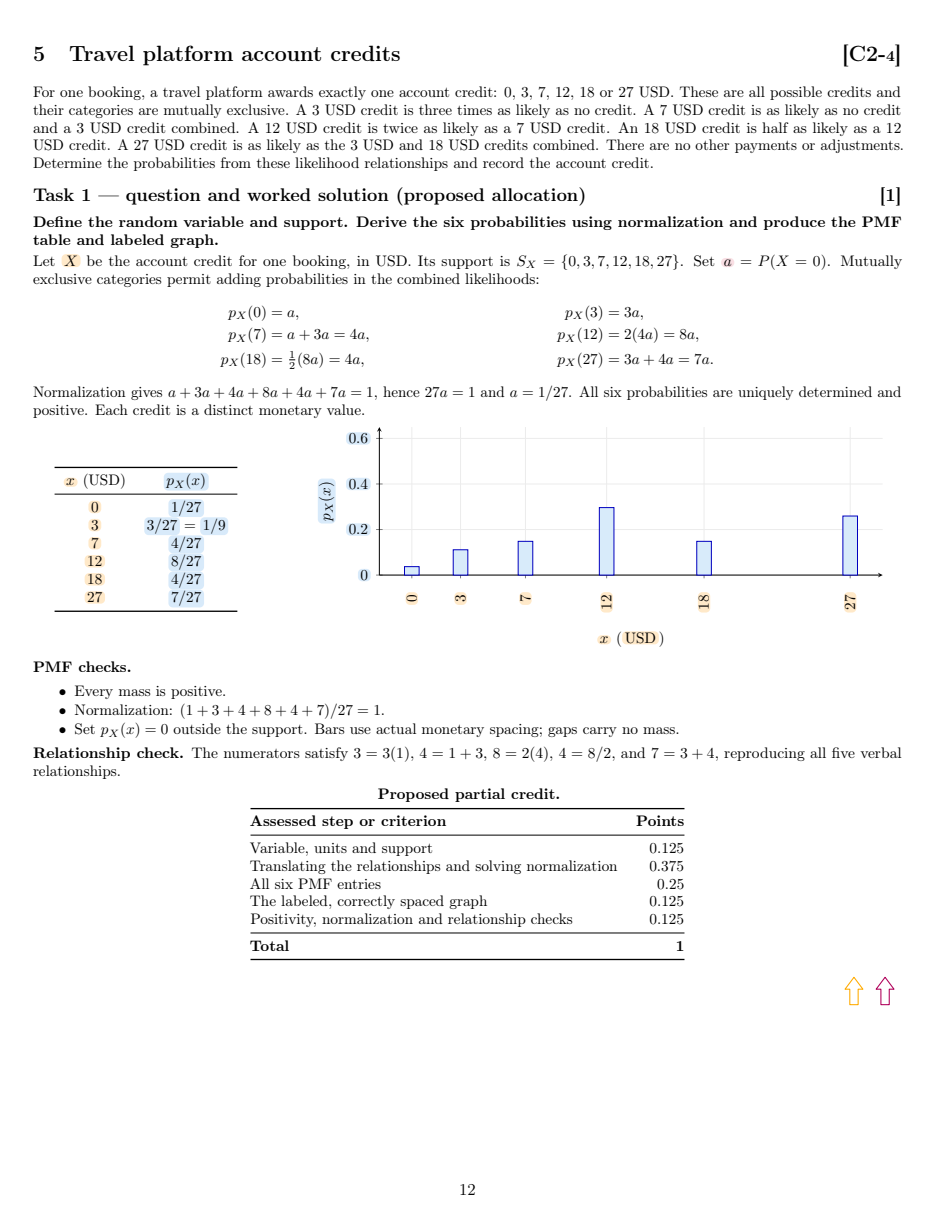 5 Travel platform account credits [C2-4]
For one booking, a travel platform awards exactly one account credit: 0, 3, 7, 12, 18 or 27 USD. These are all possible credits and
their categories are mutually exclusive. A 3 USD credit is three times as likely as no credit. A 7 USD credit is as likely as no credit
and a 3 USD credit combined. A 12 USD credit is twice as likely as a 7 USD credit. An 18 USD credit is half as likely as a 12
USD credit. A 27 USD credit is as likely as the 3 USD and 18 USD credits combined. There are no other payments or adjustments.
Determine the probabilities from these likelihood relationships and record the account credit.
Task 1 — question and worked solution (proposed allocation) [1]
Define the random variable and support. Derive the six probabilities using normalization and produce the PMF
table and labeled graph.
Let X be the account credit for one booking, in USD. Its support is S_X = {0, 3, 7, 12, 18, 27}. Set a = P(X = 0). Mutually
exclusive categories permit adding probabilities in the combined likelihoods:
p_X(0) = a, p_X(3) = 3a,
p_X(7) = a + 3a = 4a, p_X(12) = 2(4a) = 8a,
p_X(18) = ½(8a) = 4a, p_X(27) = 3a + 4a = 7a.
Normalization gives a + 3a + 4a + 8a + 4a + 7a = 1, hence 27a = 1 and a = 1/27. All six probabilities are uniquely determined and
positive. Each credit is a distinct monetary value.
x (USD) p_X(x)
0 1/27
3 3/27 = 1/9
7 4/27
12 8/27
18 4/27
27 7/27
0.6
0.4
0.2
0
p_X(x)
0 3 7 12 18 27
x (USD)
PMF checks.
• Every mass is positive.
• Normalization: (1 + 3 + 4 + 8 + 4 + 7)/27 = 1.
• Set p_X(x) = 0 outside the support. Bars use actual monetary spacing; gaps carry no mass.
Relationship check. The numerators satisfy 3 = 3(1), 4 = 1 + 3, 8 = 2(4), 4 = 8/2, and 7 = 3 + 4, reproducing all five verbal
relationships.
Proposed partial credit.
Assessed step or criterion Points
Variable, units and support 0.125
Translating the relationships and solving normalization 0.375
All six PMF entries 0.25
The labeled, correctly spaced graph 0.125
Positivity, normalization and relationship checks 0.125
Total 1
12